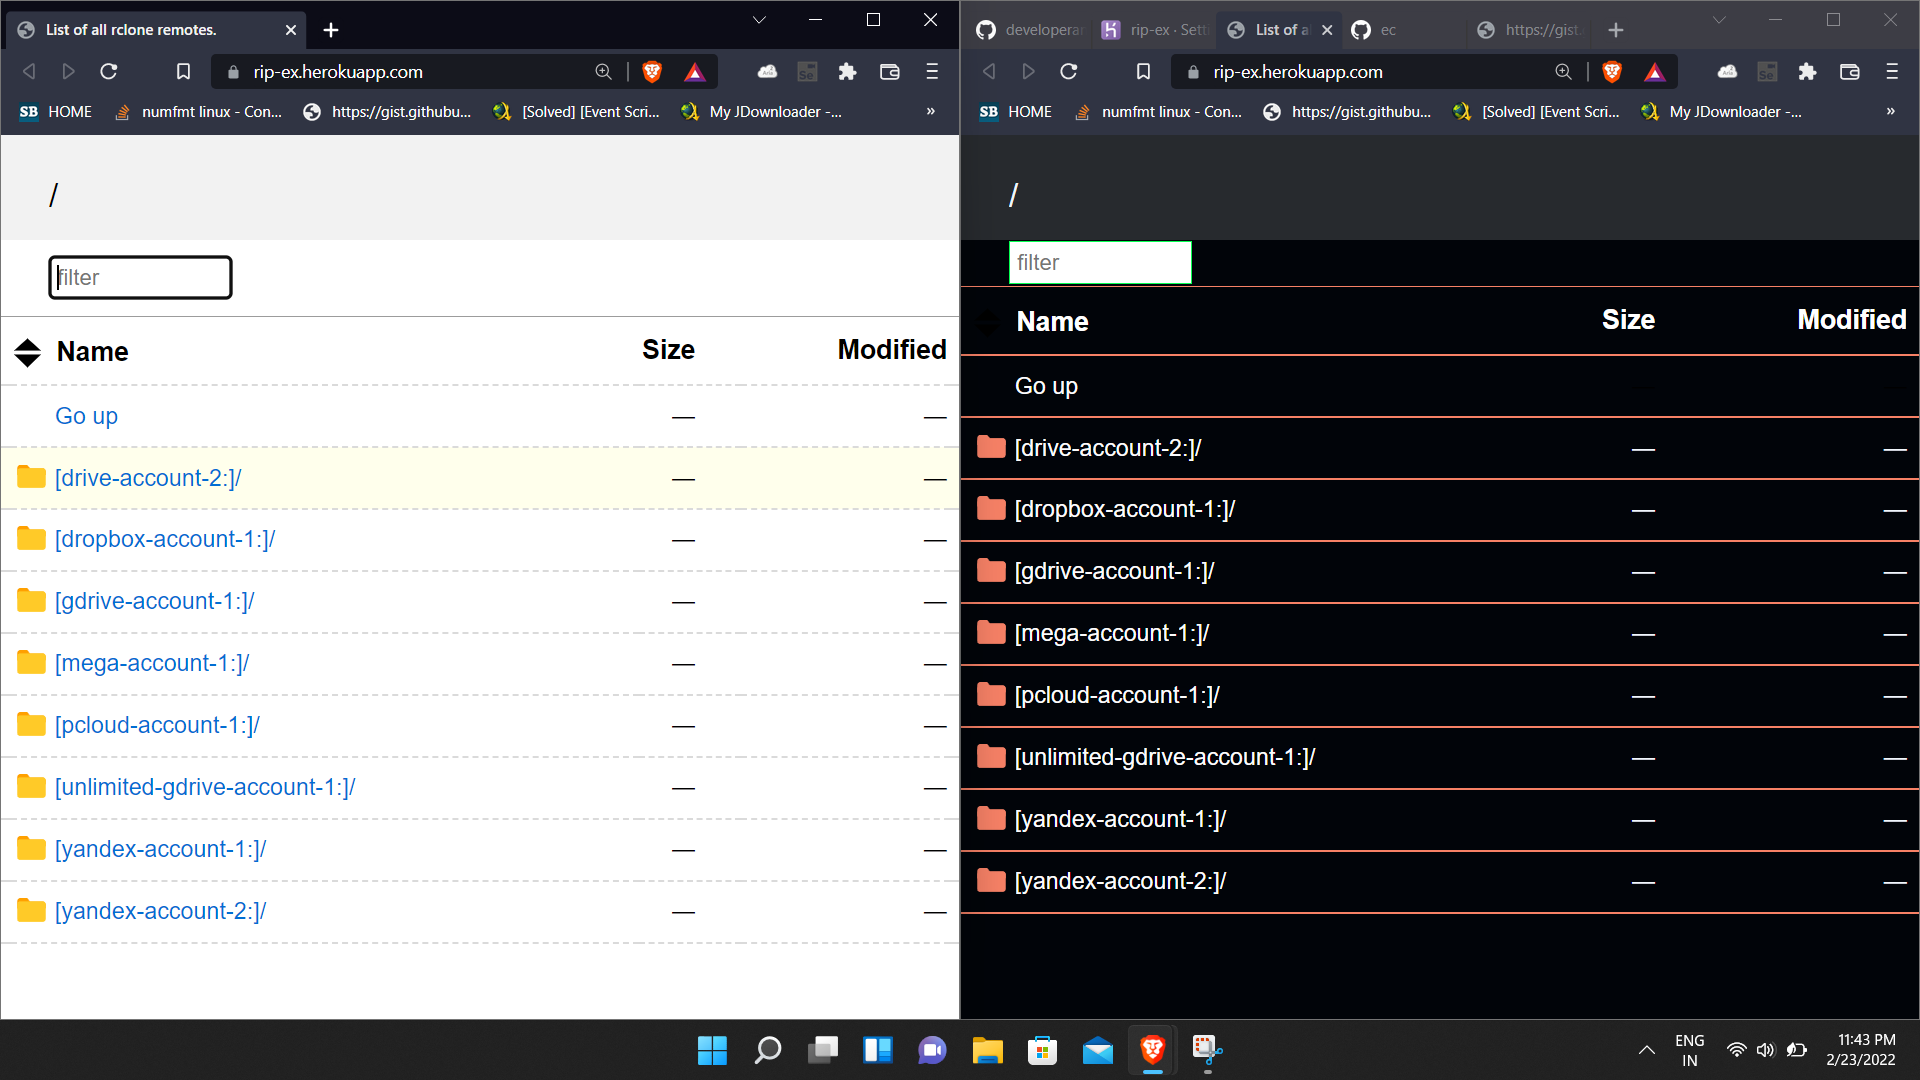 List of all rclone remotes.
rip-ex.herokuapp.com
SB HOME numfmt linux - Con... https://gist.githubu... [Solved] [Event Scri... My JDownloader -... »
/
filter
Name Size Modified
Go up — —
[drive-account-2:]/ — —
[dropbox-account-1:]/ — —
[gdrive-account-1:]/ — —
[mega-account-1:]/ — —
[pcloud-account-1:]/ — —
[unlimited-gdrive-account-1:]/ — —
[yandex-account-1:]/ — —
[yandex-account-2:]/ — —
developerar rip-ex · Sett List of a ec https://gist.
rip-ex.herokuapp.com
SB HOME numfmt linux - Con... https://gist.githubu... [Solved] [Event Scri... My JDownloader -... »
/
filter
Name Size Modified
Go up
[drive-account-2:]/ — —
[dropbox-account-1:]/ — —
[gdrive-account-1:]/ — —
[mega-account-1:]/ — —
[pcloud-account-1:]/ — —
[unlimited-gdrive-account-1:]/ — —
[yandex-account-1:]/ — —
[yandex-account-2:]/ — —
ENG
IN
11:43 PM
2/23/2022